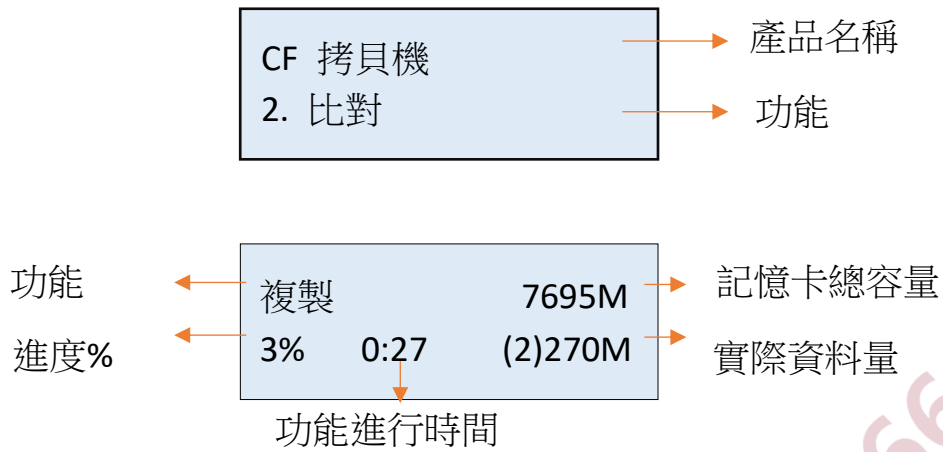 CF 拷貝機
產品名稱
2. 比對
功能
功能
複製 7695M
記憶卡總容量
進度%
3% 0:27 (2)270M
實際資料量
功能進行時間
66